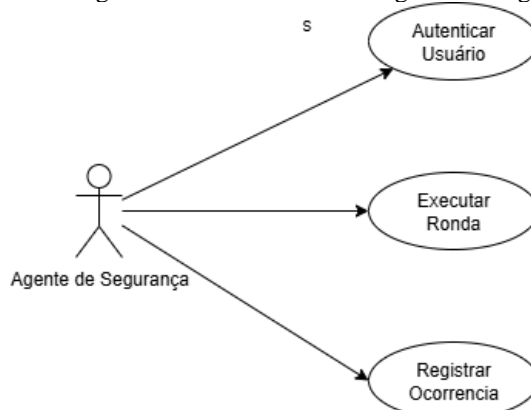 s
Autenticar
Usuário
Executar
Ronda
Agente de Segurança
Registrar
Ocorrencia